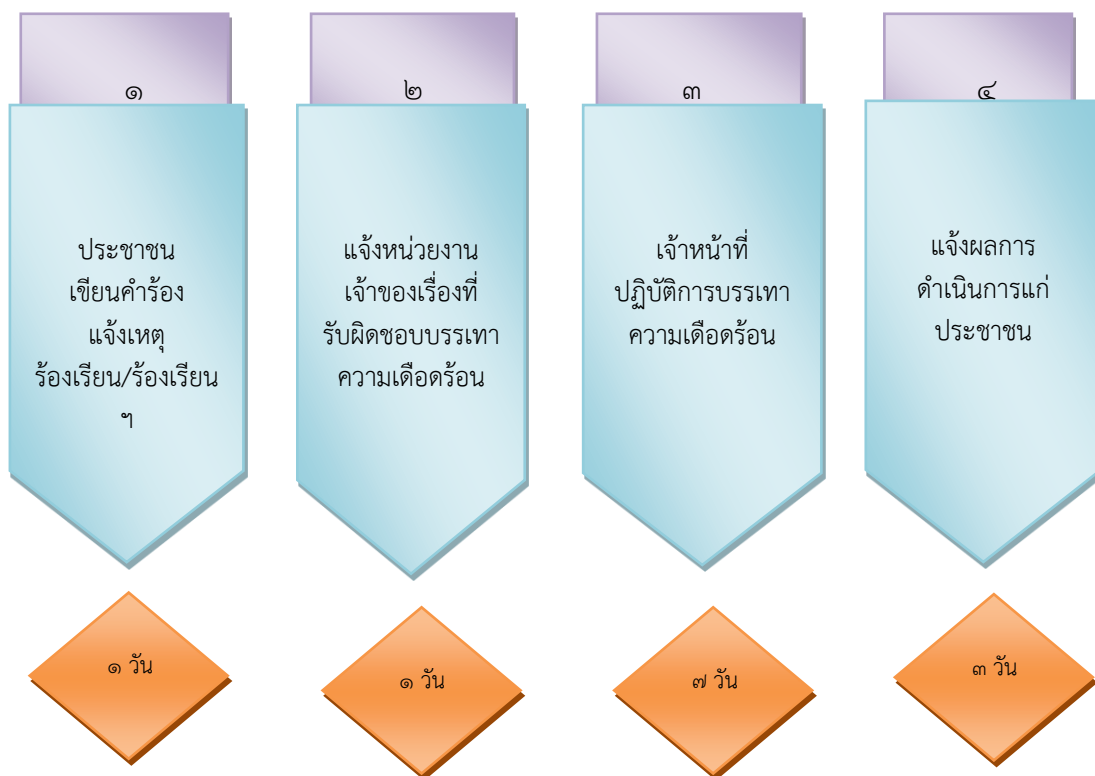 ๑
ประชาชน
เขียนคำร้อง
แจ้งเหตุ
ร้องเรียน/ร้องเรียน
ฯ
๑ วัน
๒
แจ้งหน่วยงาน
เจ้าของเรื่องที่
รับผิดชอบบรรเทา
ความเดือดร้อน
๑ วัน
๓
เจ้าหน้าที่
ปฏิบัติการบรรเทา
ความเดือดร้อน
๗ วัน
๔
แจ้งผลการ
ดำเนินการแก่
ประชาชน
๓ วัน